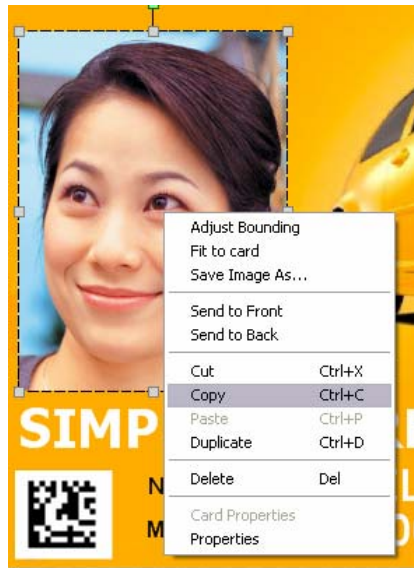 Adjust Bounding
Fit to card
Save Image As...
Send to Front
Send to Back
Cut Ctrl+X
Copy Ctrl+C
Paste Ctrl+P
Duplicate Ctrl+D
Delete Del
Card Properties
Properties
SIMP
N
M